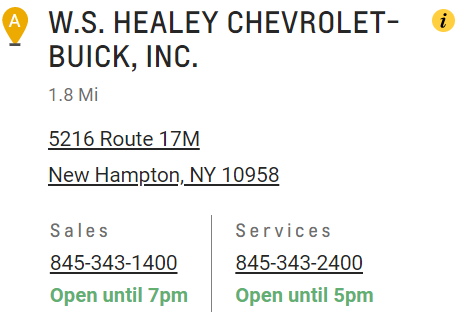 A
W.S. HEALEY CHEVROLET-
i
BUICK, INC.
1.8 Mi
5216 Route 17M
New Hampton, NY 10958
Sales
Services
845-343-1400
845-343-2400
Open until 7pm
Open until 5pm